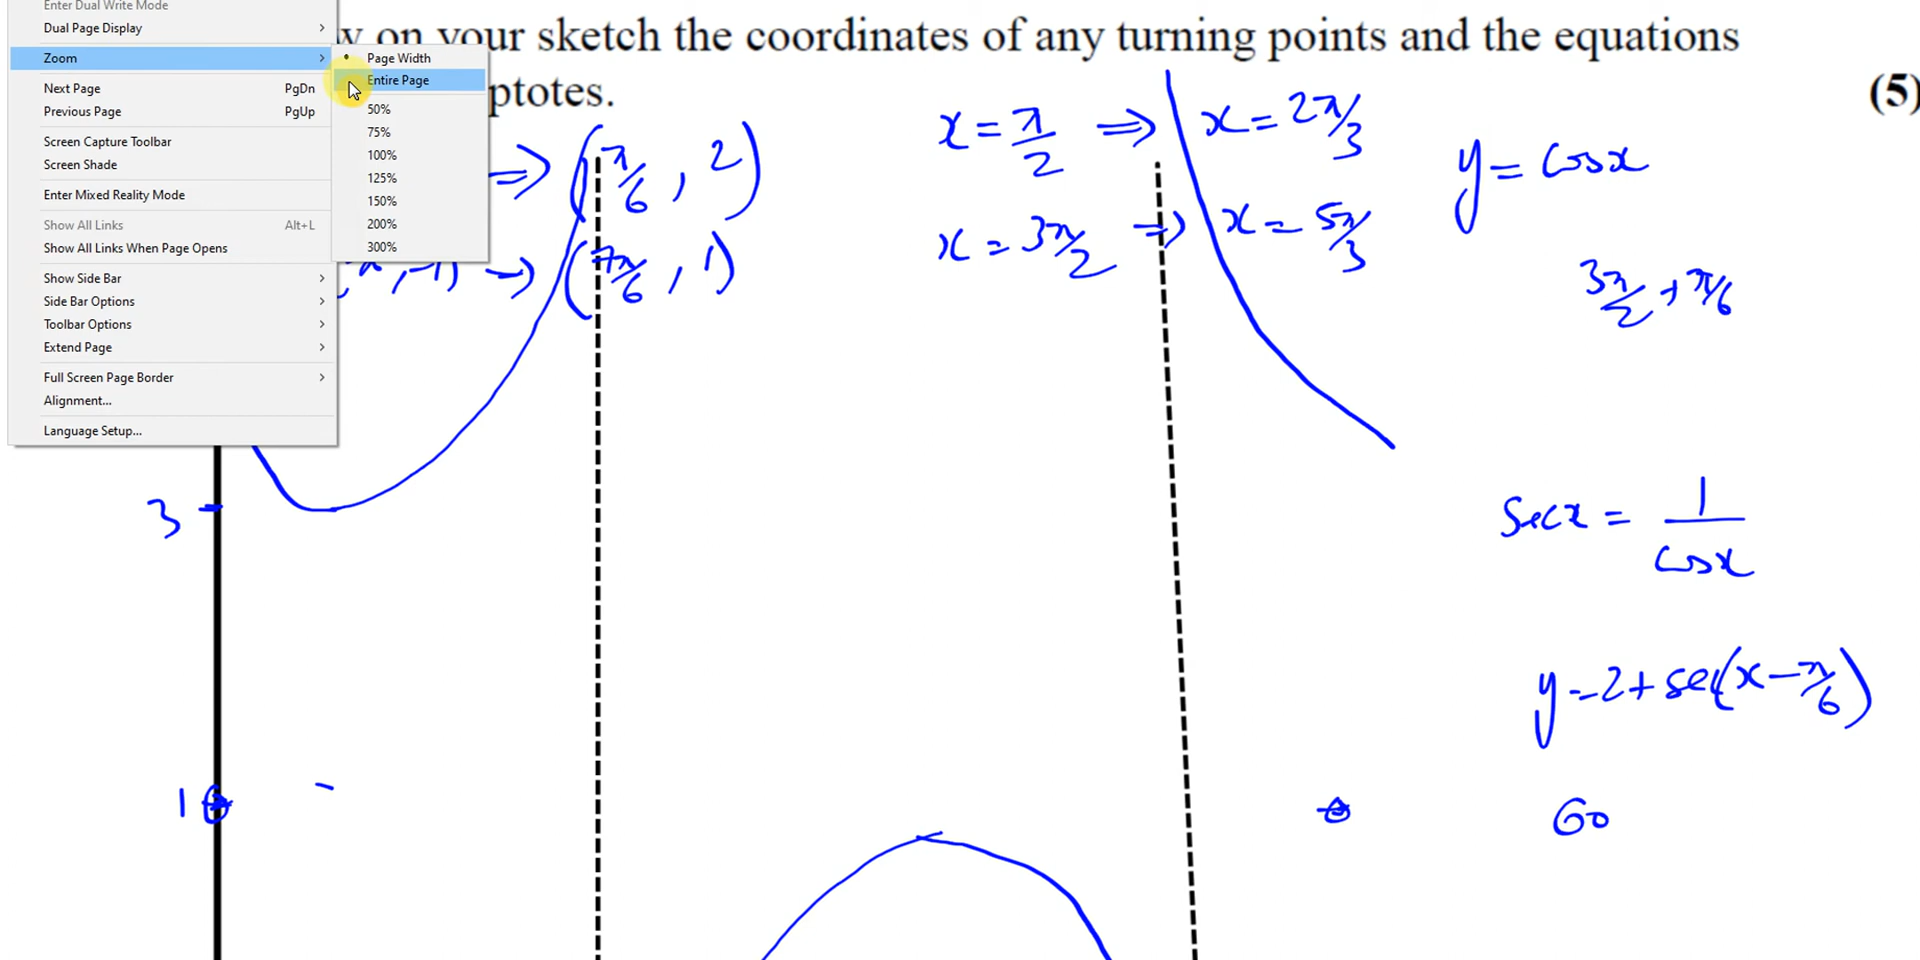 Enter Dual Write Mode
Dual Page Display
Zoom
Next Page PgDn
Previous Page PgUp
Screen Capture Toolbar
Screen Shade
Enter Mixed Reality Mode
Show All Links Alt+L
Show All Links When Page Opens
Show Side Bar
Side Bar Options
Toolbar Options
Extend Page
Full Screen Page Border
Alignment...
Language Setup...
Page Width
Entire Page
50%
75%
100%
125%
150%
200%
300%
w on your sketch the coordinates of any turning points and the equations
ptotes.
(5)
⇒ (π/6, 2)
, -1) → (7π/6, 1)
x = π/2 ⇒ x = 2π/3
x = 3π/2 ⇒ x = 5π/3
y = cosx
3π/2 + π/6
3
secx = 1/cosx
y = 2 + sec(x - π/6)
1
60